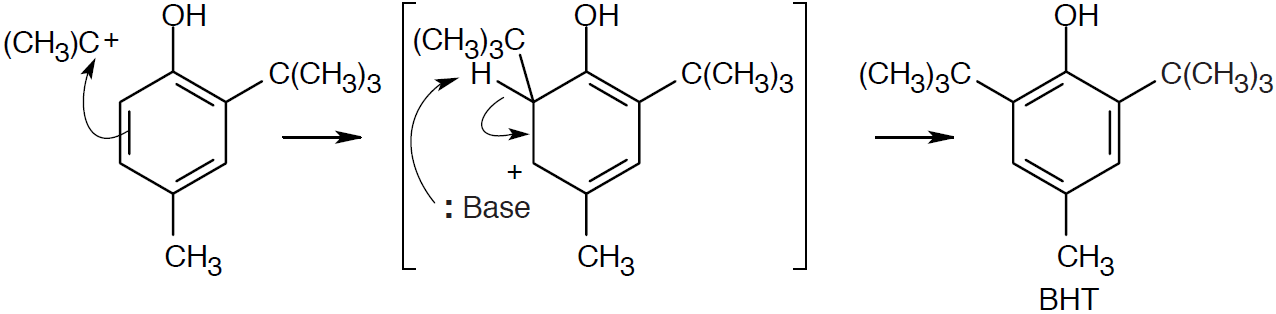 OH
(CH3)C+
C(CH3)3
CH3
OH
(CH3)3C
H
C(CH3)3
+
: Base
CH3
OH
(CH3)3C
C(CH3)3
CH3
BHT